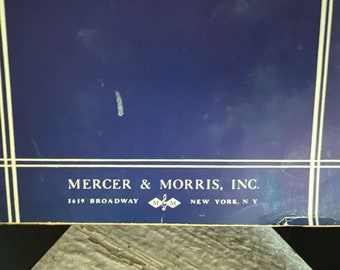 MERCER & MORRIS, INC.
1619 BROADWAY M & M NEW YORK, N.Y